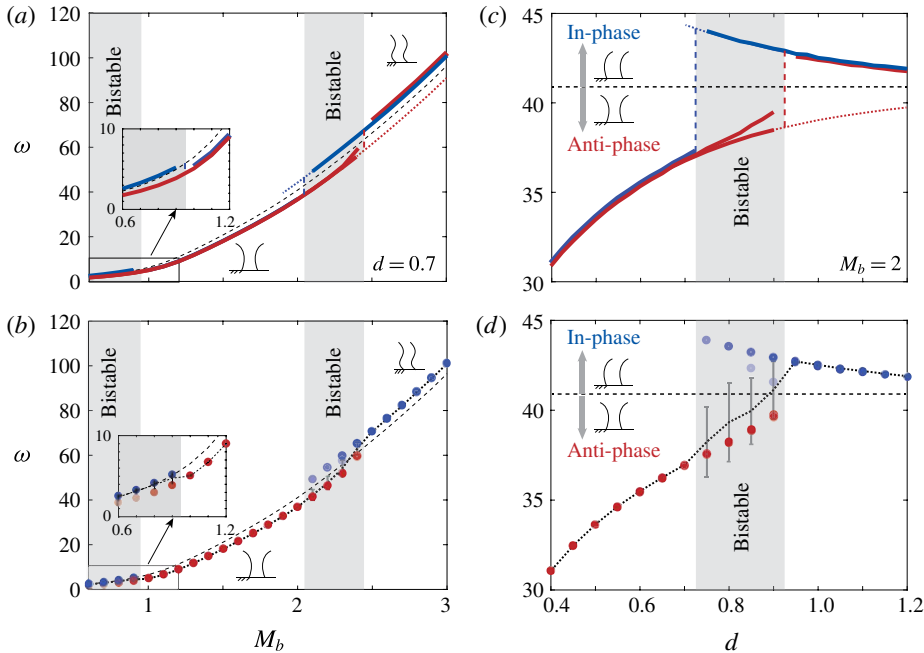 (a)
120
100
80
60
40
20
0
ω
Bistable
Bistable
10
0
0.6
1.2
d = 0.7
(c)
45
40
35
30
In-phase
Anti-phase
Bistable
M_b = 2
(b)
120
100
80
60
40
20
0
ω
Bistable
Bistable
10
0
0.6
1.2
1
2
3
M_b
(d)
45
40
35
30
In-phase
Anti-phase
Bistable
0.4
0.6
0.8
1.0
1.2
d